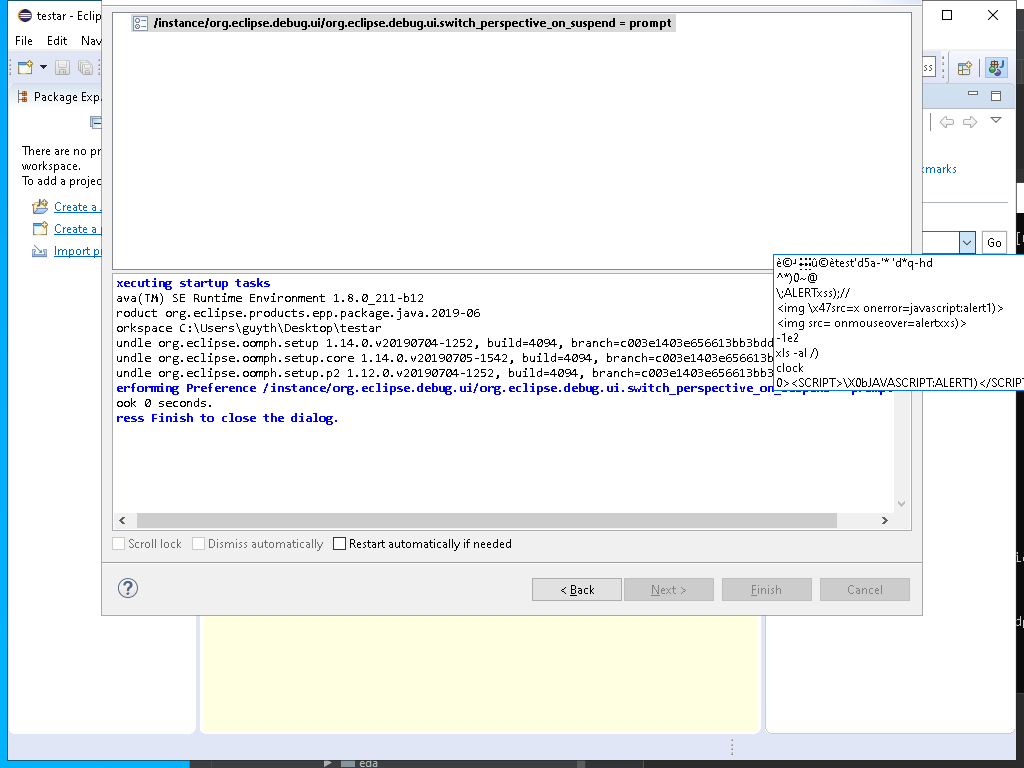 testar - Eclip
/instance/org.eclipse.debug.ui/org.eclipse.debug.ui.switch_perspective_on_suspend = prompt
File Edit Nav
ss
Package Exp
There are no pr
workspace.
To add a projec
Create a
Create a
Import p
kmarks
Go
xecuting startup tasks
ava(TM) SE Runtime Environment 1.8.0_211-b12
roduct org.eclipse.products.epp.package.java.2019-06
orkspace C:\Users\guyth\Desktop\testar
undle org.eclipse.oomph.setup 1.14.0.v20190704-1252, build=4094, branch=c003e1403e656613bb3bdd
undle org.eclipse.oomph.setup.core 1.14.0.v20190705-1542, build=4094, branch=c003e1403e65661
undle org.eclipse.oomph.setup.p2 1.12.0.v20190704-1252, build=4094, branch=c003e1403e656613bb3
erforming Preference /instance/org.eclipse.debug.ui/org.eclipse.debug.ui.switch_perspective_on_
ook 0 seconds.
ress Finish to close the dialog.
test'd5a-'* 'd*q-hd
^*)0~@
\;ALERTxss);//
<img \x47src=x onerror=javascript:alert1)>
<img src= onmouseover=alertxxs)>
-1e2
xls -al /)
clock
0><SCRIPT>\X0bJAVASCRIPT:ALERT1)</SCRIPT
Scroll lock Dismiss automatically Restart automatically if needed
? < Back Next > Finish Cancel
eda